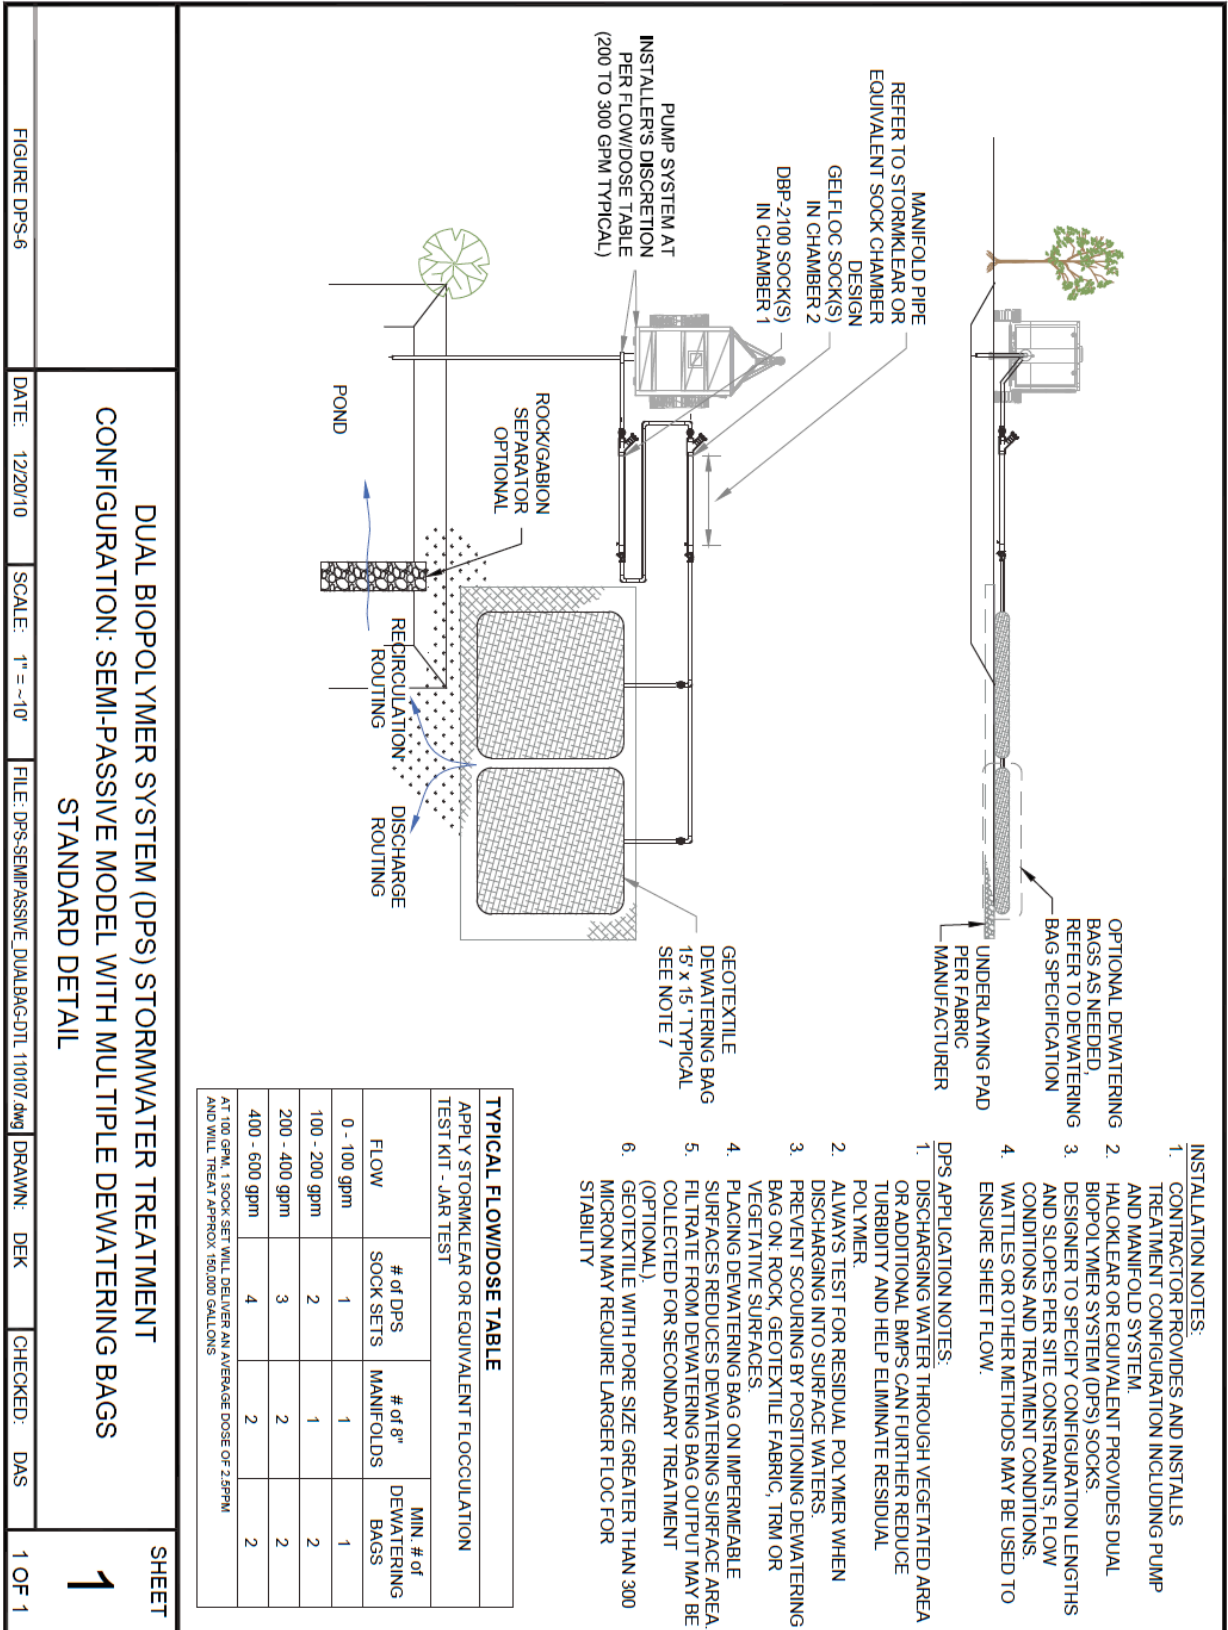 OPTIONAL DEWATERING
BAGS AS NEEDED,
REFER TO DEWATERING
BAG SPECIFICATION
UNDERLAYING PAD
PER FABRIC
MANUFACTURER
MANIFOLD PIPE
REFER TO STORMKLEAR OR
EQUIVALENT SOCK CHAMBER
DESIGN
GELFLOC SOCK(S)
IN CHAMBER 2
DBP-2100 SOCK(S)
IN CHAMBER 1
PUMP SYSTEM AT
INSTALLER'S DISCRETION
PER FLOW/DOSE TABLE
(200 TO 300 GPM TYPICAL)
GEOTEXTILE
DEWATERING BAG
15' x 15' TYPICAL
SEE NOTE 7
ROCK/GABION
SEPARATOR
OPTIONAL
POND
RECIRCULATION
ROUTING
DISCHARGE
ROUTING
INSTALLATION NOTES:
1. CONTRACTOR PROVIDES AND INSTALLS
TREATMENT CONFIGURATION INCLUDING PUMP
AND MANIFOLD SYSTEM.
2. HALOKLEAR OR EQUIVALENT PROVIDES DUAL
BIOPOLYMER SYSTEM (DPS) SOCKS.
3. DESIGNER TO SPECIFY CONFIGURATION LENGTHS
AND SLOPES PER SITE CONSTRAINTS, FLOW
CONDITIONS AND TREATMENT CONDITIONS.
4. WATTLES OR OTHER METHODS MAY BE USED TO
ENSURE SHEET FLOW.
DPS APPLICATION NOTES:
1. DISCHARGING WATER THROUGH VEGETATED AREA
OR ADDITIONAL BMPS CAN FURTHER REDUCE
TURBIDITY AND HELP ELIMINATE RESIDUAL
POLYMER.
2. ALWAYS TEST FOR RESIDUAL POLYMER WHEN
DISCHARGING INTO SURFACE WATERS.
3. PREVENT SCOURING BY POSITIONING DEWATERING
BAG ON: ROCK, GEOTEXTILE FABRIC, TRM OR
VEGETATIVE SURFACES.
4. PLACING DEWATERING BAG ON IMPERMEABLE
SURFACES REDUCES DEWATERING SURFACE AREA.
5. FILTRATE FROM DEWATERING BAG OUTPUT MAY BE
COLLECTED FOR SECONDARY TREATMENT
(OPTIONAL).
6. GEOTEXTILE WITH PORE SIZE GREATER THAN 300
MICRON MAY REQUIRE LARGER FLOC FOR
STABILITY
TYPICAL FLOW/DOSE TABLE
APPLY STORMKLEAR OR EQUIVALENT FLOCCULATION
TEST KIT - JAR TEST
FLOW # of DPS SOCK SETS # of 8" MANIFOLDS MIN. # of DEWATERING BAGS
0 - 100 gpm 1 1 1
100 - 200 gpm 2 1 2
200 - 400 gpm 3 2 2
400 - 600 gpm 4 2 2
AT 100 GPM, 1 SOCK SET WILL DELIVER AN AVERAGE DOSE OF 2.5PPM
AND WILL TREAT APPROX 150,000 GALLONS
DUAL BIOPOLYMER SYSTEM (DPS) STORMWATER TREATMENT
CONFIGURATION: SEMI-PASSIVE MODEL WITH MULTIPLE DEWATERING BAGS
STANDARD DETAIL
SHEET
1
FIGURE DPS-6
DATE: 12/20/10
SCALE: 1" = ~10'
FILE: DPS-SEMIPASSIVE_DUALBAG-DTL 110107.dwg
DRAWN: DEK
CHECKED: DAS
1 OF 1